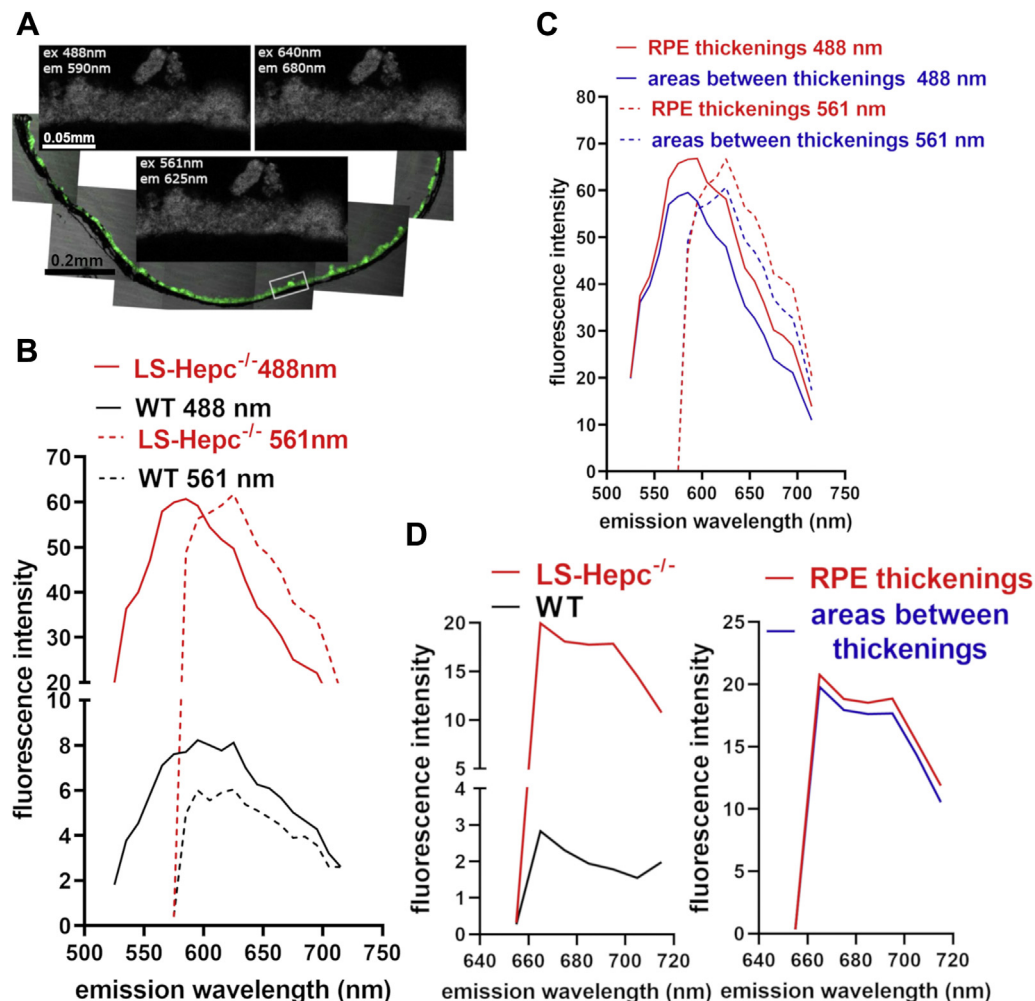 A
ex 488nm
em 590nm
0.05mm
ex 640nm
em 680nm
ex 561nm
em 625nm
0.2mm
B
LS-Hepc⁻/⁻488nm
WT 488 nm
LS-Hepc⁻/⁻ 561nm
WT 561 nm
70
60
50
40
30
20
10
8
6
4
2
0
500 550 600 650 700 750
fluorescence intensity
emission wavelength (nm)
C
RPE thickenings 488 nm
areas between thickenings 488 nm
RPE thickenings 561 nm
areas between thickenings 561 nm
80
70
60
50
40
30
20
10
0
500 550 600 650 700 750
fluorescence intensity
emission wavelength (nm)
D
LS-Hepc⁻/⁻
WT
20
15
10
5
4
3
2
1
0
640 660 680 700 720
fluorescence intensity
emission wavelength (nm)
RPE thickenings
areas between
thickenings
25
20
15
10
5
0
640 660 680 700 720
fluorescence intensity
emission wavelength (nm)